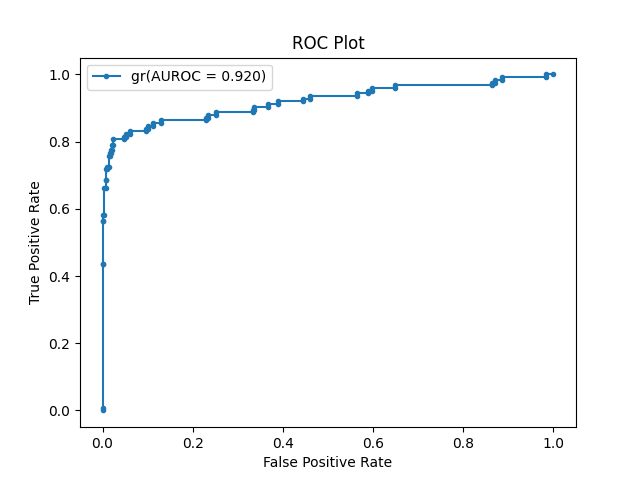 ROC Plot
gr(AUROC = 0.920)
True Positive Rate
1.0
0.8
0.6
0.4
0.2
0.0
0.0 0.2 0.4 0.6 0.8 1.0
False Positive Rate